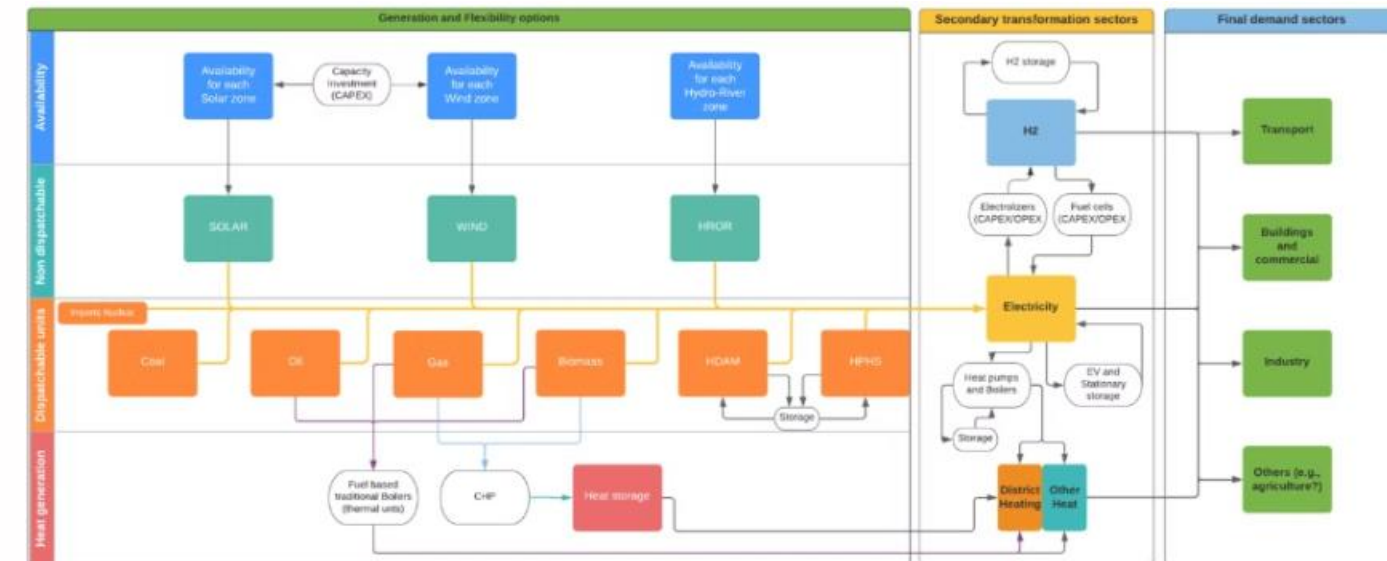 Generation and Flexibility options
Secondary transformation sectors
Final demand sectors
Availability
Availability
for each
Solar zone
Capacity
Investment
(CAPEX)
Availability
for each
Wind zone
Availability
for each
Hydro-River
zone
H2 storage
H2
Transport
Non dispatchable
SOLAR
WIND
HROR
Electrolizers
(CAPEX/OPEX
Fuel cells
(CAPEX/OPEX
Buildings
and
commercial
Dispatchable units
Imports
Electricity
Coal
Oil
Gas
Biomass
HDAM
HPHS
Storage
Heat pumps
and Boilers
EV and
Stationary
storage
Storage
Industry
Heat generation
Fuel based
traditional Boilers
(thermal units)
CHP
Heat storage
District
Heating
Other
Heat
Others (e.g.,
agriculture?)